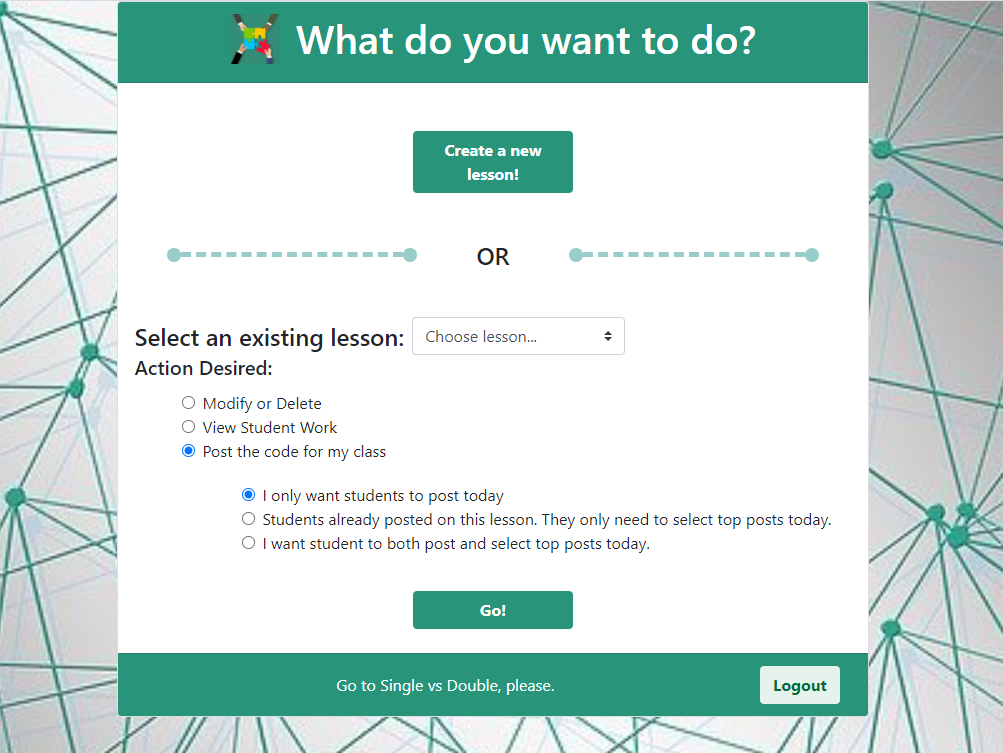 What do you want to do?
Create a new
lesson!
OR
Select an existing lesson: Choose lesson...
Action Desired:
Modify or Delete
View Student Work
Post the code for my class
I only want students to post today
Students already posted on this lesson. They only need to select top posts today.
I want student to both post and select top posts today.
Go!
Go to Single vs Double, please. Logout